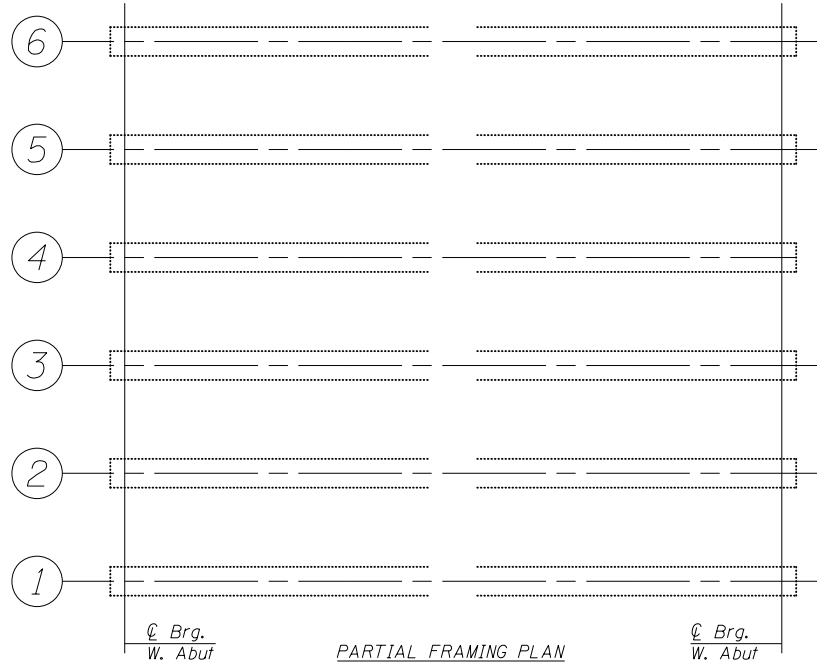 6
5
4
3
2
1
℄ Brg.
W. Abut
PARTIAL FRAMING PLAN
℄ Brg.
W. Abut